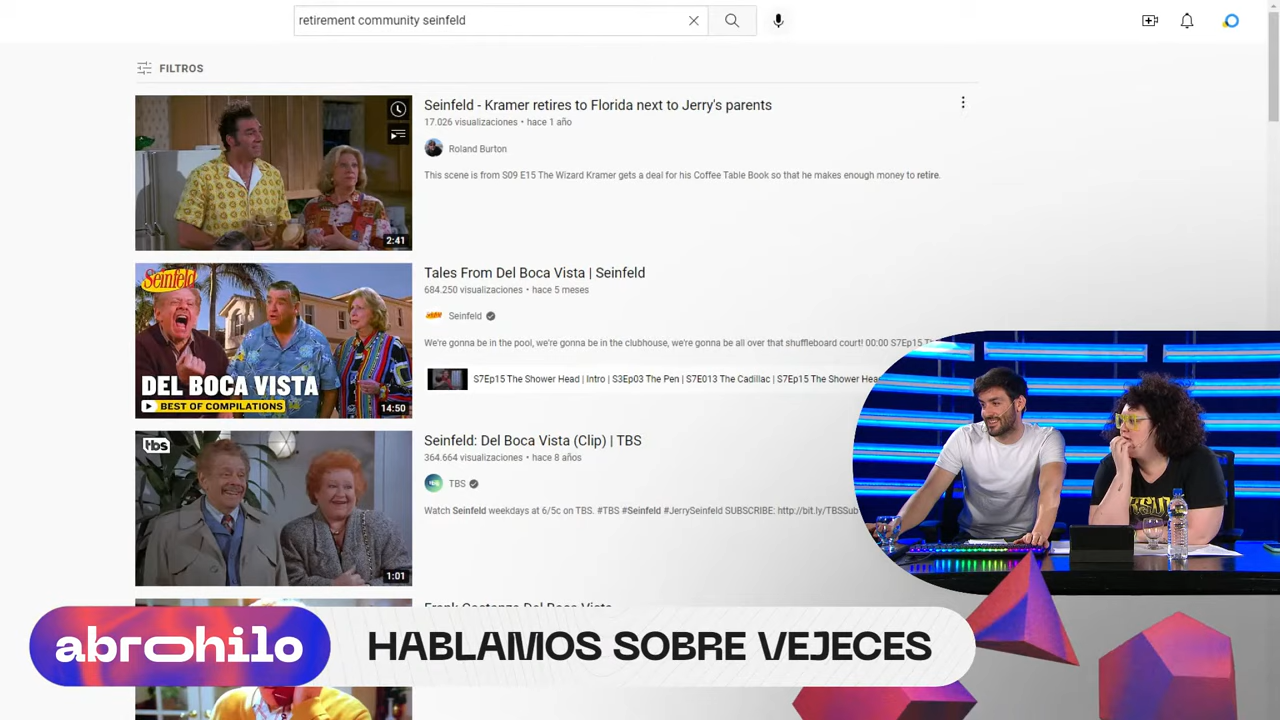 retirement community seinfeld
FILTROS
Seinfeld - Kramer retires to Florida next to Jerry's parents
17.026 visualizaciones • hace 1 año
Roland Burton
This scene is from S09 E15 The Wizard Kramer gets a deal for his Coffee Table Book so that he makes enough money to retire.
2:41
Seinfeld
DEL BOCA VISTA
BEST OF COMPILATIONS
14:50
Tales From Del Boca Vista | Seinfeld
684.250 visualizaciones • hace 5 meses
Seinfeld
We're gonna be in the pool, we're gonna be in the clubhouse, we're gonna be all over that shuffleboard court! 00:00 S7Ep15
S7Ep15 The Shower Head | Intro | S3Ep03 The Pen | S7E013 The Cadillac | S7Ep15 The Shower Hea
tbs
1:01
Seinfeld: Del Boca Vista (Clip) | TBS
364.664 visualizaciones • hace 8 años
TBS
Watch Seinfeld weekdays at 6/5c on TBS. #TBS #Seinfeld #JerrySeinfeld SUBSCRIBE: http://bit.ly/TBSSub
Frank Costanza Del Boca Vista
abrohilo
HABLAMOS SOBRE VEJECES